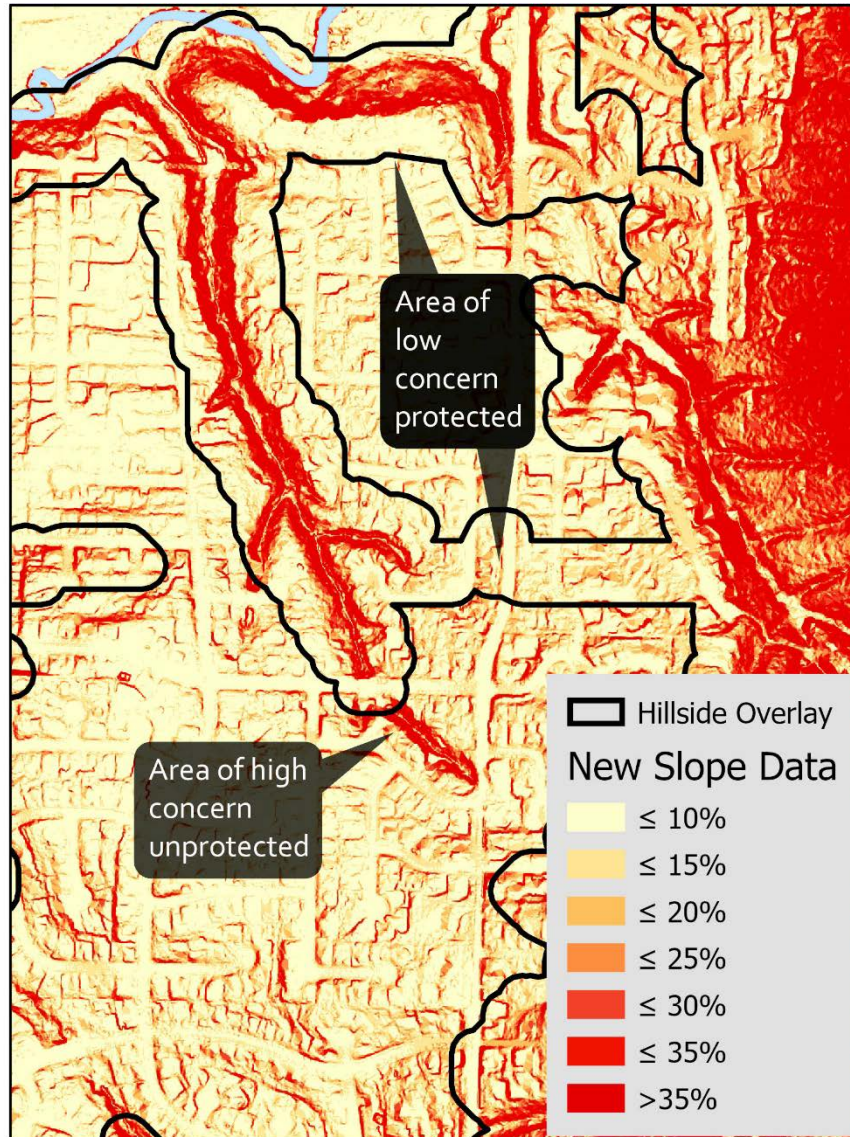 Area of
low
concern
protected
Area of high
concern
unprotected
Hillside Overlay
New Slope Data
≤ 10%
≤ 15%
≤ 20%
≤ 25%
≤ 30%
≤ 35%
>35%